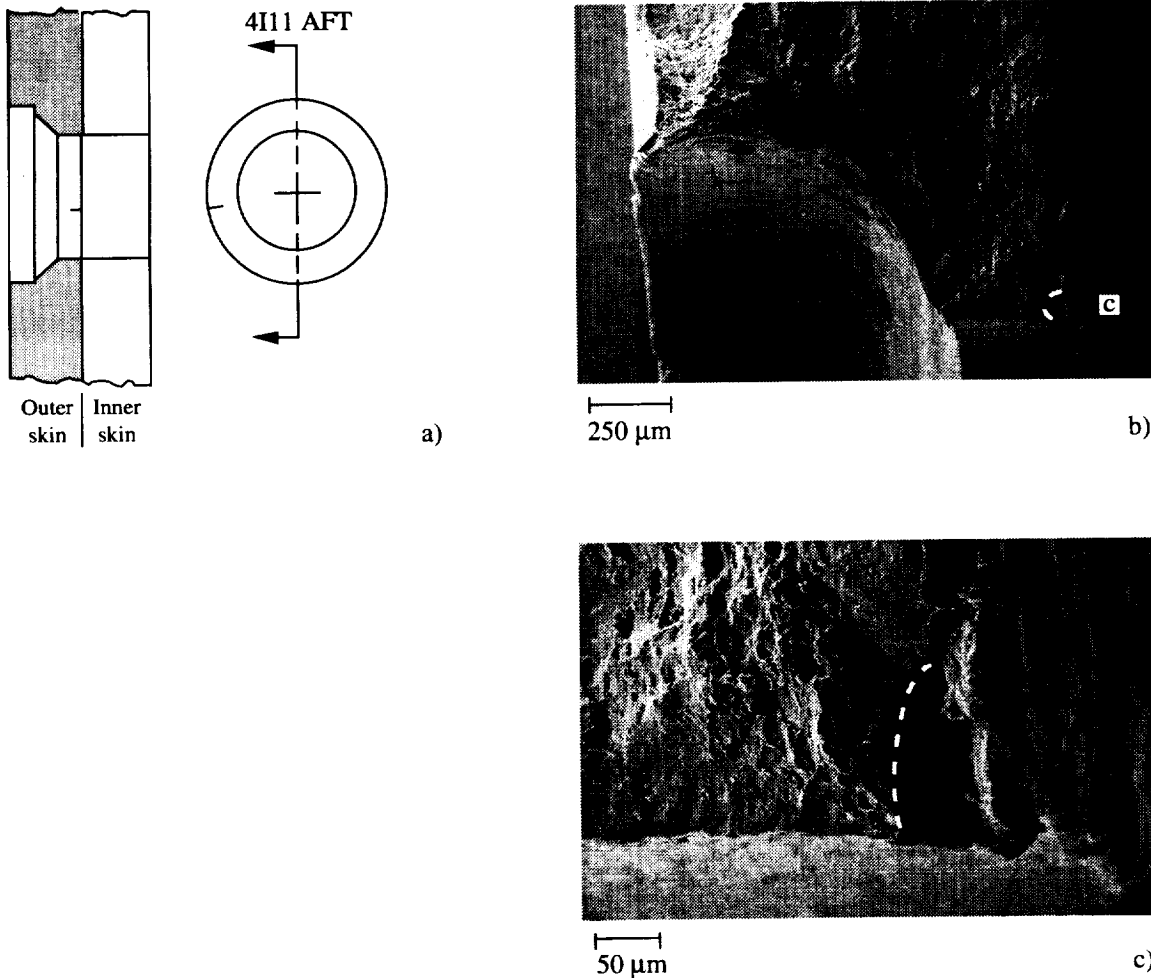 4I11 AFT
Outer skin
Inner skin
a)
c
250 μm
b)
50 μm
c)